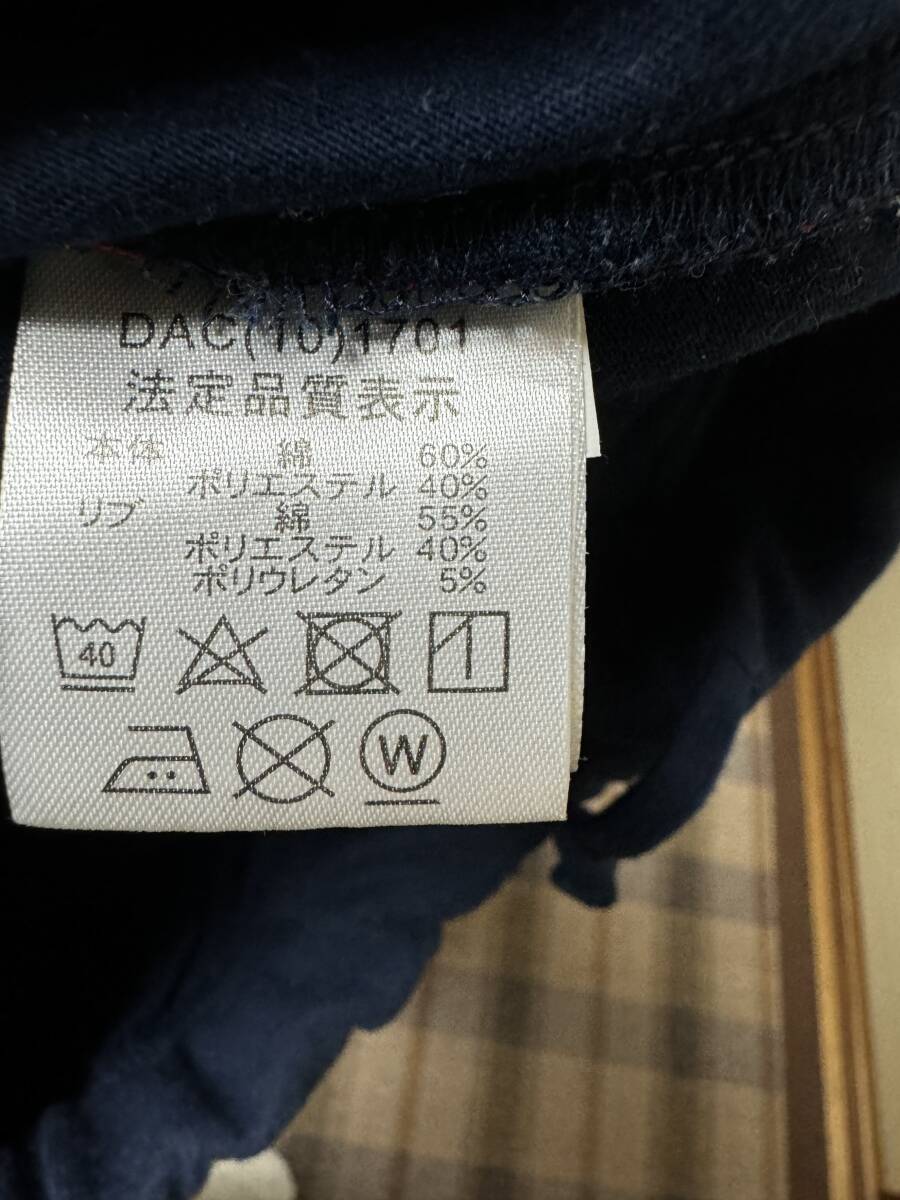 DAC(10)1701
法定品質表示
本体 綿 60%
ポリエステル 40%
リブ 綿 55%
ポリエステル 40%
ポリウレタン 5%
40
W